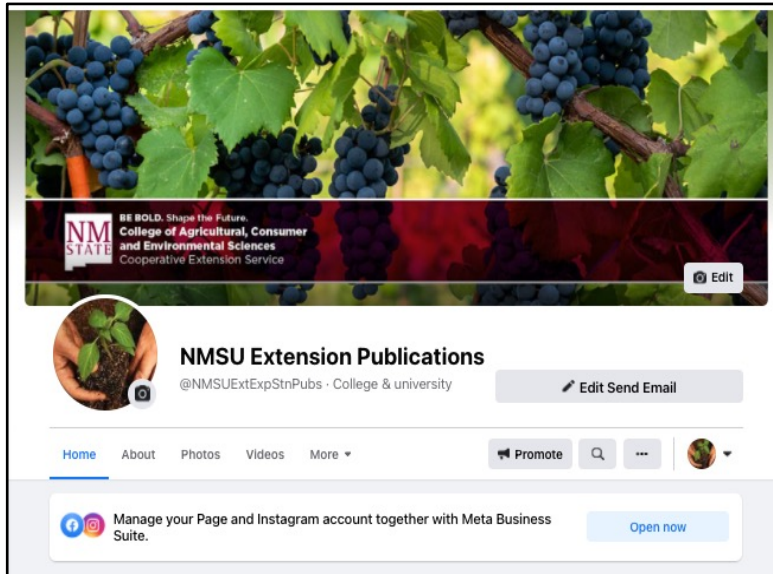 NM
STATE
BE BOLD. Shape the Future.
College of Agricultural, Consumer
and Environmental Sciences
Cooperative Extension Service
Edit
NMSU Extension Publications
@NMSUExtExpStnPubs · College & university
Edit Send Email
Home About Photos Videos More
Promote
Manage your Page and Instagram account together with Meta Business
Suite.
Open now